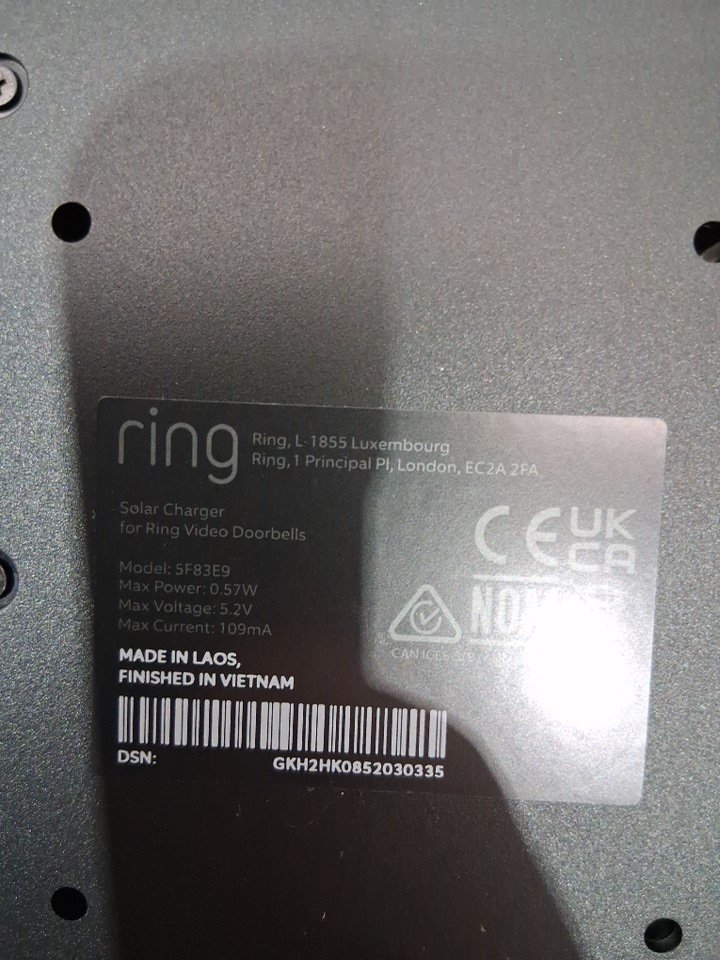 ring
Ring, L-1855 Luxembourg
Ring, 1 Principal Pl, London, EC2A 2FA
Solar Charger
for Ring Video Doorbells
Model: 5F83E9
Max Power: 0.57W
Max Voltage: 5.2V
Max Current: 109mA
CE
UK
CA
MADE IN LAOS,
FINISHED IN VIETNAM
DSN:
GKH2HK0852030335